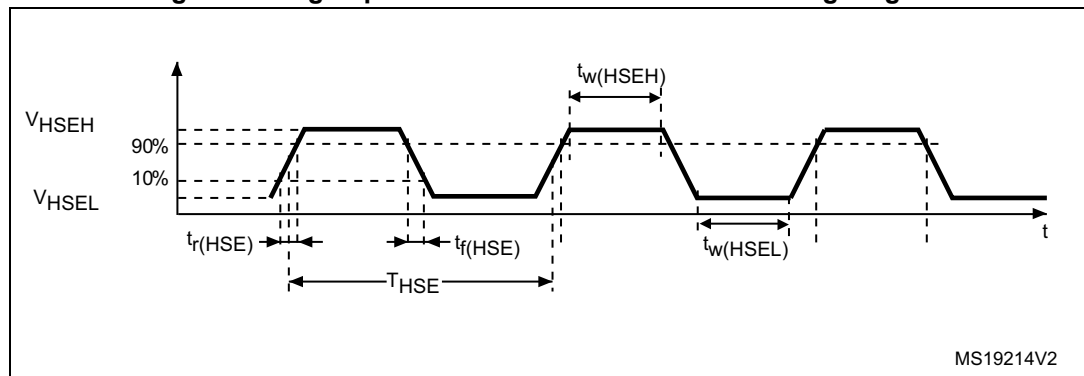 tw(HSEH)
VHSEH
90%
10%
VHSEL
tr(HSE)
tf(HSE)
tw(HSEL)
t
THSE
MS19214V2